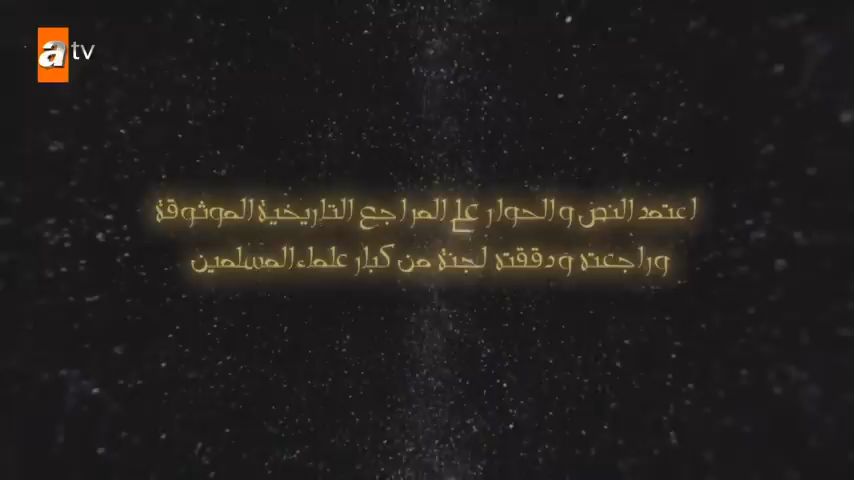 atv
اعتمد النص والحوار على المراجع التاريخية الموثوقة
وراجعته ودققته لجنة من كبار علماء المسلمين